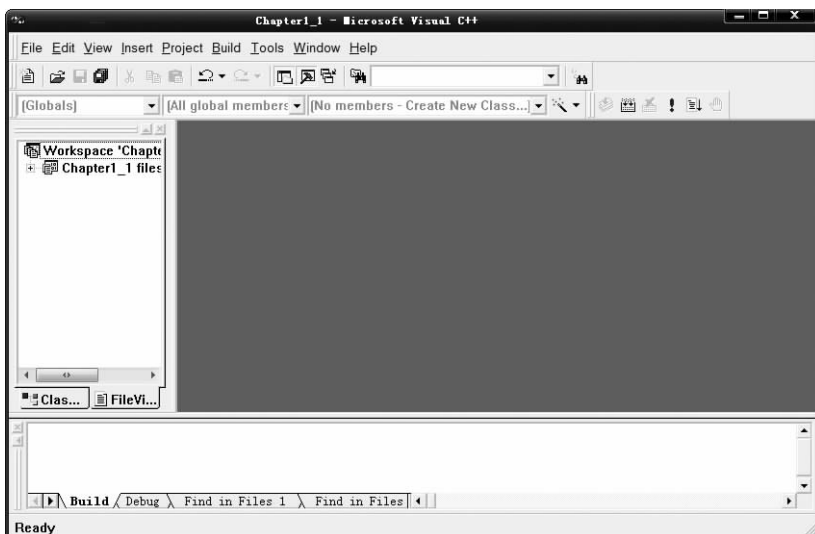 Chapter1_1 - Microsoft Visual C++
File Edit View Insert Project Build Tools Window Help
(Globals) (All global members (No members - Create New Class...)
Workspace 'Chapte
Chapter1_1 files
Clas... FileVi...
Build Debug Find in Files 1 Find in Files
Ready